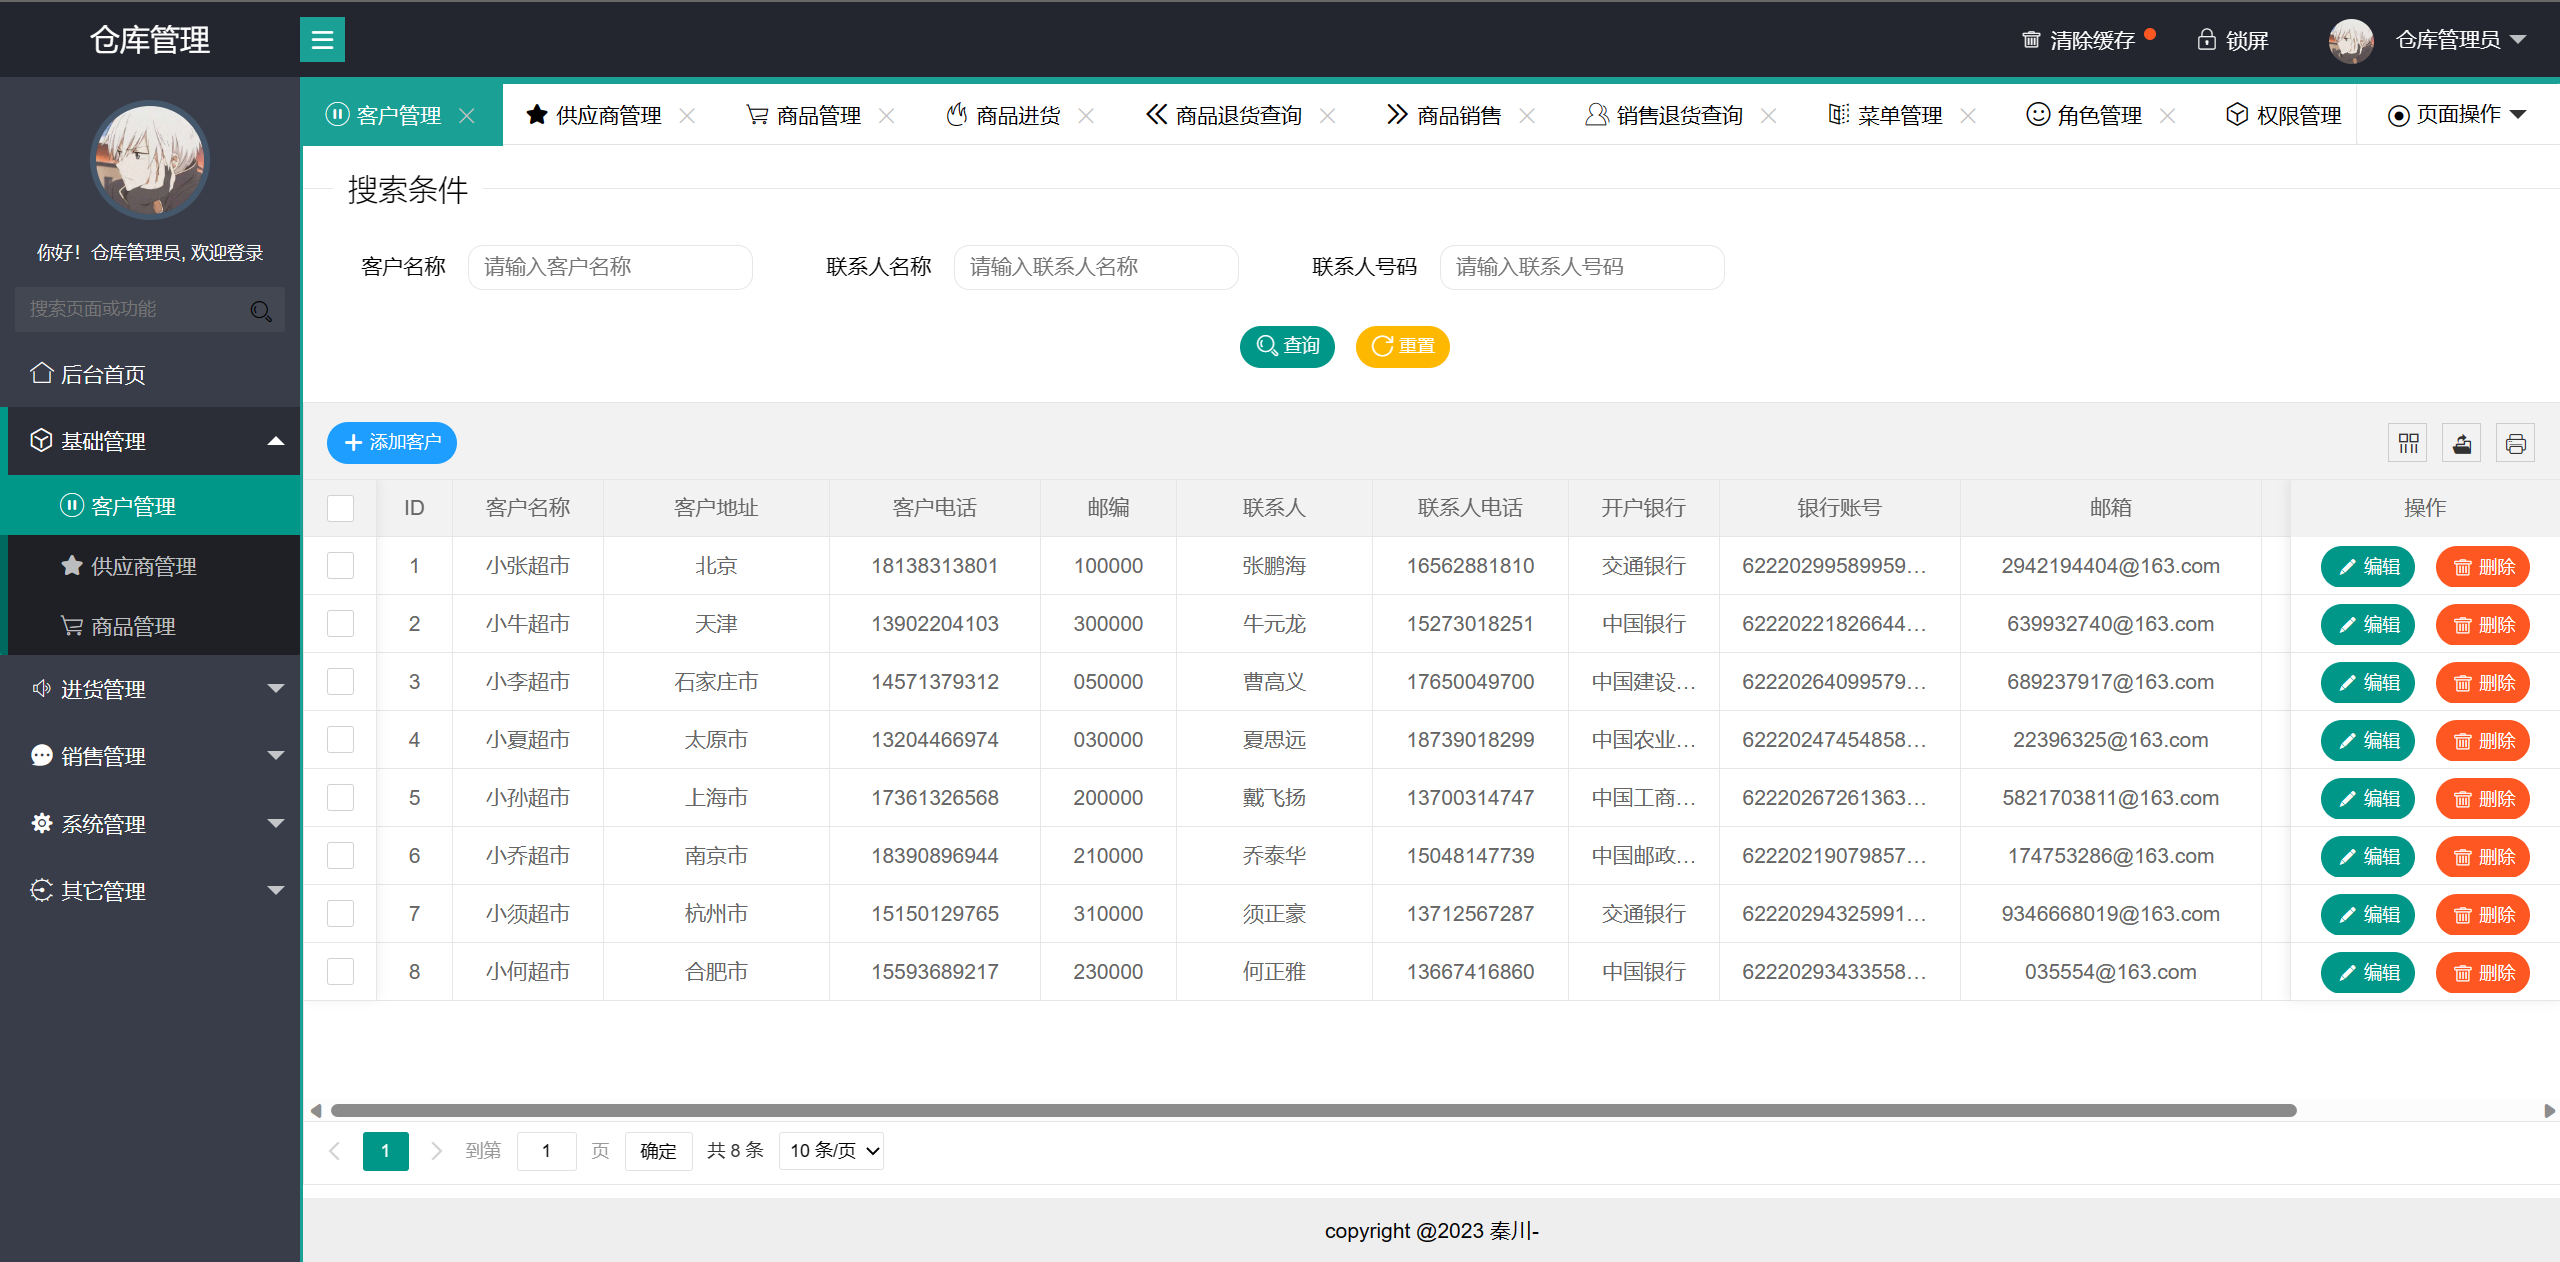 仓库管理 清除缓存 锁屏 仓库管理员
客户管理 供应商管理 商品管理 商品进货 商品退货查询 商品销售 销售退货查询 菜单管理 角色管理 权限管理 页面操作
你好！仓库管理员, 欢迎登录
搜索页面或功能
后台首页
基础管理
客户管理
供应商管理
商品管理
进货管理
销售管理
系统管理
其它管理
搜索条件
客户名称 请输入客户名称 联系人名称 请输入联系人名称 联系人号码 请输入联系人号码
查询 重置
添加客户
ID 客户名称 客户地址 客户电话 邮编 联系人 联系人电话 开户银行 银行账号 邮箱 操作
1 小张超市 北京 18138313801 100000 张鹏海 16562881810 交通银行 62220299589959... 2942194404@163.com 编辑 删除
2 小牛超市 天津 13902204103 300000 牛元龙 15273018251 中国银行 62220221826644... 639932740@163.com 编辑 删除
3 小李超市 石家庄市 14571379312 050000 曹高义 17650049700 中国建设... 62220264099579... 689237917@163.com 编辑 删除
4 小夏超市 太原市 13204466974 030000 夏思远 18739018299 中国农业... 62220247454858... 22396325@163.com 编辑 删除
5 小孙超市 上海市 17361326568 200000 戴飞扬 13700314747 中国工商... 62220267261363... 5821703811@163.com 编辑 删除
6 小乔超市 南京市 18390896944 210000 乔泰华 15048147739 中国邮政... 62220219079857... 174753286@163.com 编辑 删除
7 小须超市 杭州市 15150129765 310000 须正豪 13712567287 交通银行 62220294325991... 9346668019@163.com 编辑 删除
8 小何超市 合肥市 15593689217 230000 何正雅 13667416860 中国银行 62220293433558... 035554@163.com 编辑 删除
1 到第 1 页 确定 共 8 条 10 条/页
copyright @2023 秦川-